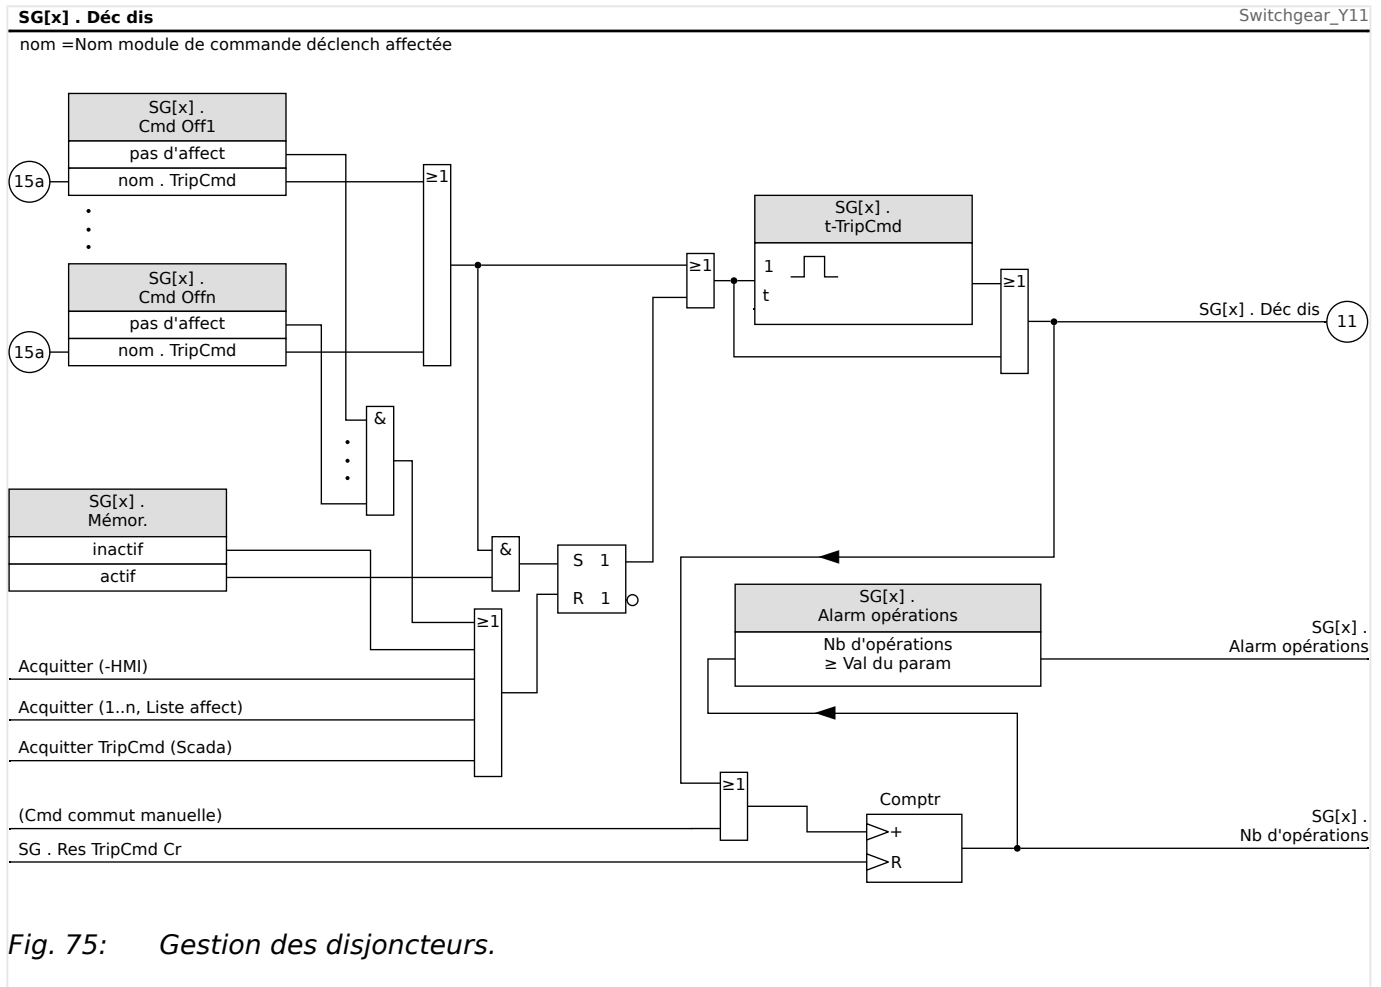 SG[x] . Déc dis
Switchgear_Y11
nom =Nom module de commande déclench affectée
SG[x] .
Cmd Off1
pas d'affect
15a
nom . TripCmd
≥1
SG[x] .
t-TripCmd
1
t
≥1
≥1
SG[x] . Déc dis
11
SG[x] .
Cmd Offn
pas d'affect
15a
nom . TripCmd
&
SG[x] .
Mémor.
inactif
actif
&
S 1
R 1
≥1
SG[x] .
Alarm opérations
Nb d'opérations
≥ Val du param
SG[x] .
Alarm opérations
Acquitter (-HMI)
Acquitter (1..n, Liste affect)
Acquitter TripCmd (Scada)
≥1
Comptr
(Cmd commut manuelle)
+
SG[x] .
Nb d'opérations
SG . Res TripCmd Cr
R
Fig. 75: Gestion des disjoncteurs.